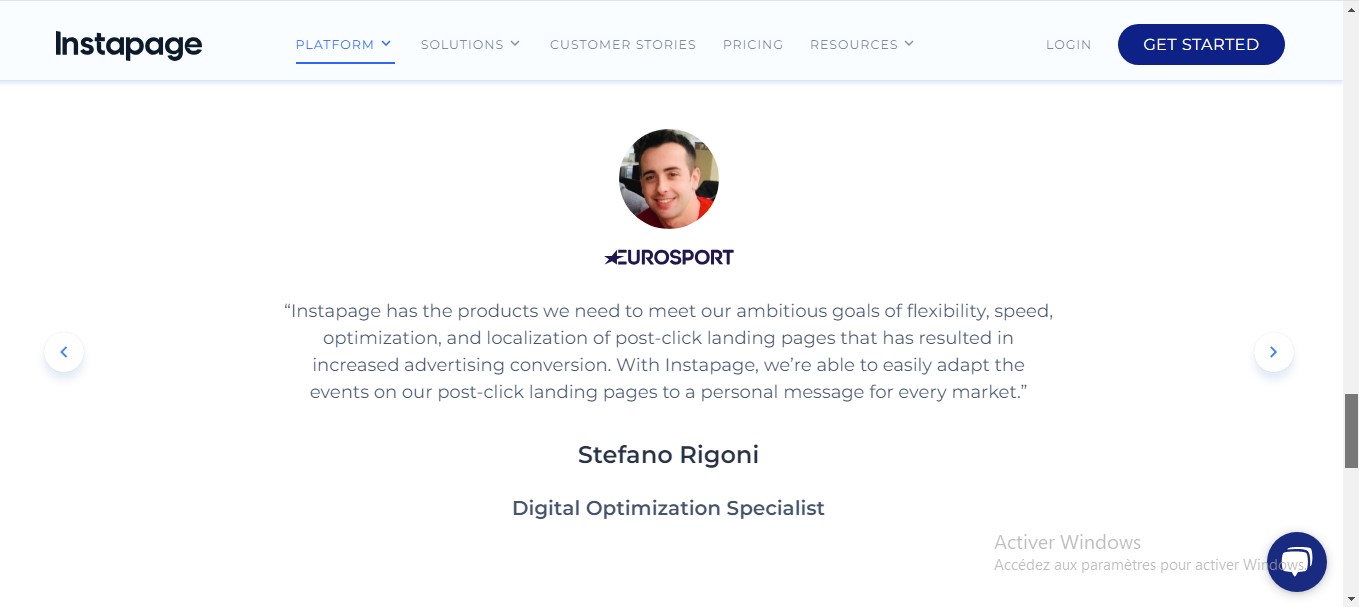 Instapage
PLATFORM
SOLUTIONS
CUSTOMER STORIES
PRICING
RESOURCES
LOGIN
GET STARTED
EUROSPORT
“Instapage has the products we need to meet our ambitious goals of flexibility, speed,
optimization, and localization of post-click landing pages that has resulted in
increased advertising conversion. With Instapage, we’re able to easily adapt the
events on our post-click landing pages to a personal message for every market.”
Stefano Rigoni
Digital Optimization Specialist
Activer Windows
Accédez aux paramètres pour activer Windows.